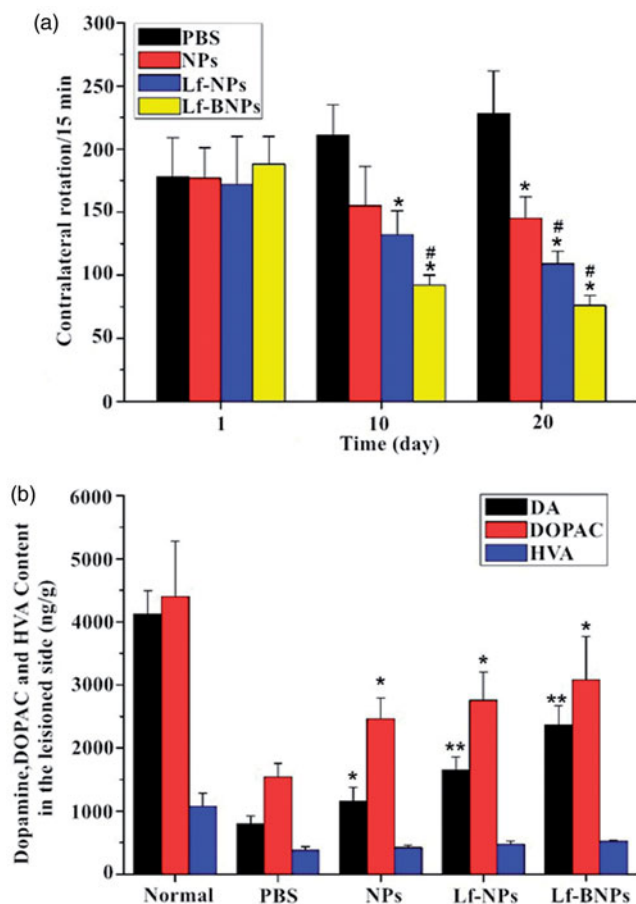 (a)
300
250
200
150
100
50
0
Contralateral rotation/15 min
PBS
NPs
Lf-NPs
Lf-BNPs
*
#
*
*
#
*
#
*
1
10
20
Time (day)
(b)
6000
5000
4000
3000
2000
1000
0
Dopamine,DOPAC and HVA Content
in the leisioned side (ng/g)
DA
DOPAC
HVA
*
*
**
*
**
*
Normal
PBS
NPs
Lf-NPs
Lf-BNPs